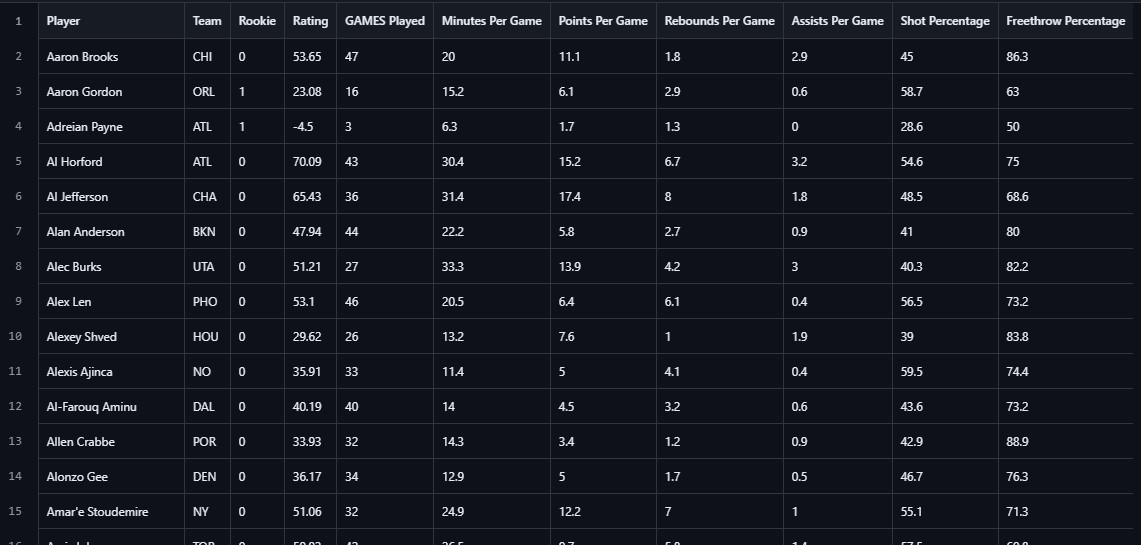 1 Player Team Rookie Rating GAMES Played Minutes Per Game Points Per Game Rebounds Per Game Assists Per Game Shot Percentage Freethrow Percentage
2 Aaron Brooks CHI 0 53.65 47 20 11.1 1.8 2.9 45 86.3
3 Aaron Gordon ORL 1 23.08 16 15.2 6.1 2.9 0.6 58.7 63
4 Adreian Payne ATL 1 -4.5 3 6.3 1.7 1.3 0 28.6 50
5 Al Horford ATL 0 70.09 43 30.4 15.2 6.7 3.2 54.6 75
6 Al Jefferson CHA 0 65.43 36 31.4 17.4 8 1.8 48.5 68.6
7 Alan Anderson BKN 0 47.94 44 22.2 5.8 2.7 0.9 41 80
8 Alec Burks UTA 0 51.21 27 33.3 13.9 4.2 3 40.3 82.2
9 Alex Len PHO 0 53.1 46 20.5 6.4 6.1 0.4 56.5 73.2
10 Alexey Shved HOU 0 29.62 26 13.2 7.6 1 1.9 39 83.8
11 Alexis Ajinca NO 0 35.91 33 11.4 5 4.1 0.4 59.5 74.4
12 Al-Farouq Aminu DAL 0 40.19 40 14 4.5 3.2 0.6 43.6 73.2
13 Allen Crabbe POR 0 33.93 32 14.3 3.4 1.2 0.9 42.9 88.9
14 Alonzo Gee DEN 0 36.17 34 12.9 5 1.7 0.5 46.7 76.3
15 Amar'e Stoudemire NY 0 51.06 32 24.9 12.2 7 1 55.1 71.3